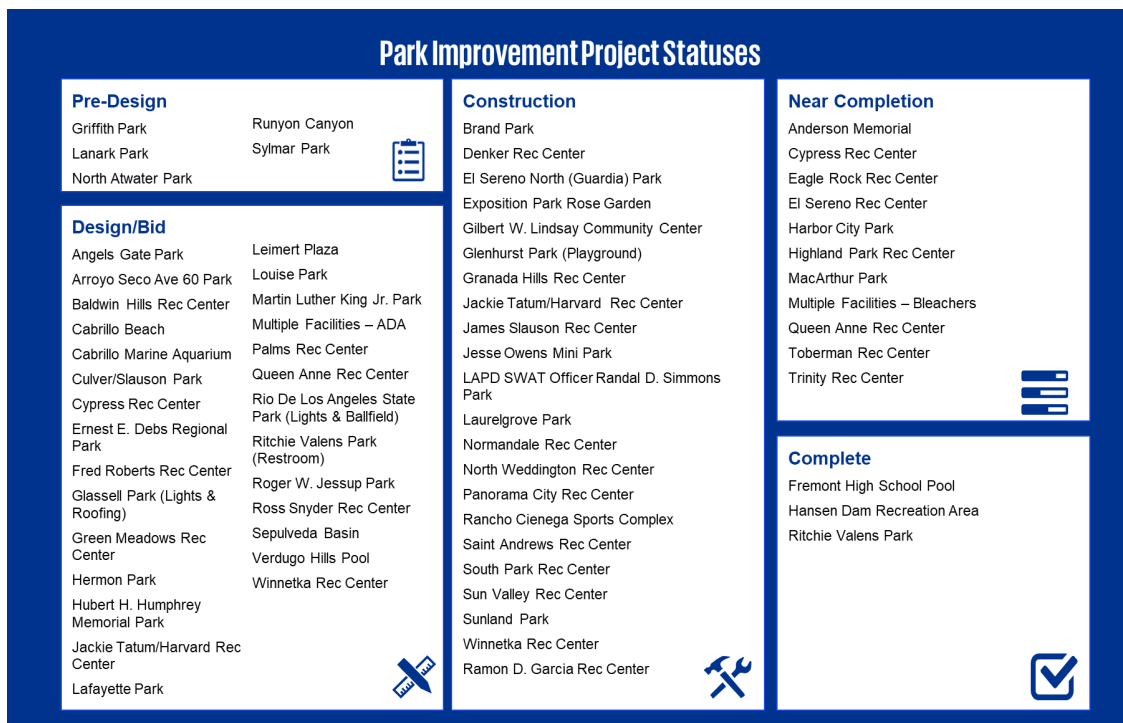 Park Improvement Project Statuses
Pre-Design
Griffith Park
Lanark Park
North Atwater Park
Runyon Canyon
Sylmar Park
Design/Bid
Angels Gate Park
Arroyo Seco Ave 60 Park
Baldwin Hills Rec Center
Cabrillo Beach
Cabrillo Marine Aquarium
Culver/Slauson Park
Cypress Rec Center
Ernest E. Debs Regional
Park
Fred Roberts Rec Center
Glassell Park (Lights &
Roofing)
Green Meadows Rec
Center
Hermon Park
Hubert H. Humphrey
Memorial Park
Jackie Tatum/Harvard Rec
Center
Lafayette Park
Leimert Plaza
Louise Park
Martin Luther King Jr. Park
Multiple Facilities – ADA
Palms Rec Center
Queen Anne Rec Center
Rio De Los Angeles State
Park (Lights & Ballfield)
Ritchie Valens Park
(Restroom)
Roger W. Jessup Park
Ross Snyder Rec Center
Sepulveda Basin
Verdugo Hills Pool
Winnetka Rec Center
Construction
Brand Park
Denker Rec Center
El Sereno North (Guardia) Park
Exposition Park Rose Garden
Gilbert W. Lindsay Community Center
Glenhurst Park (Playground)
Granada Hills Rec Center
Jackie Tatum/Harvard Rec Center
James Slauson Rec Center
Jesse Owens Mini Park
LAPD SWAT Officer Randal D. Simmons
Park
Laurelgrove Park
Normandale Rec Center
North Weddington Rec Center
Panorama City Rec Center
Rancho Cienega Sports Complex
Saint Andrews Rec Center
South Park Rec Center
Sun Valley Rec Center
Sunland Park
Winnetka Rec Center
Ramon D. Garcia Rec Center
Near Completion
Anderson Memorial
Cypress Rec Center
Eagle Rock Rec Center
El Sereno Rec Center
Harbor City Park
Highland Park Rec Center
MacArthur Park
Multiple Facilities – Bleachers
Queen Anne Rec Center
Toberman Rec Center
Trinity Rec Center
Complete
Fremont High School Pool
Hansen Dam Recreation Area
Ritchie Valens Park